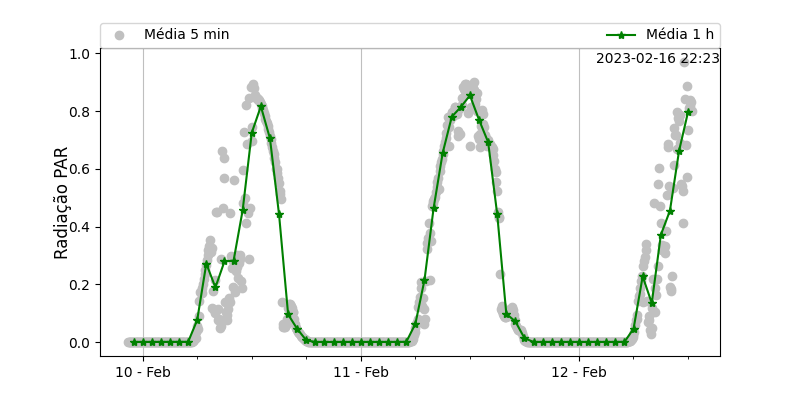 Média 5 min
Média 1 h
2023-02-16 22:23
Radiação PAR
1.0
0.8
0.6
0.4
0.2
0.0
10 - Feb
11 - Feb
12 - Feb